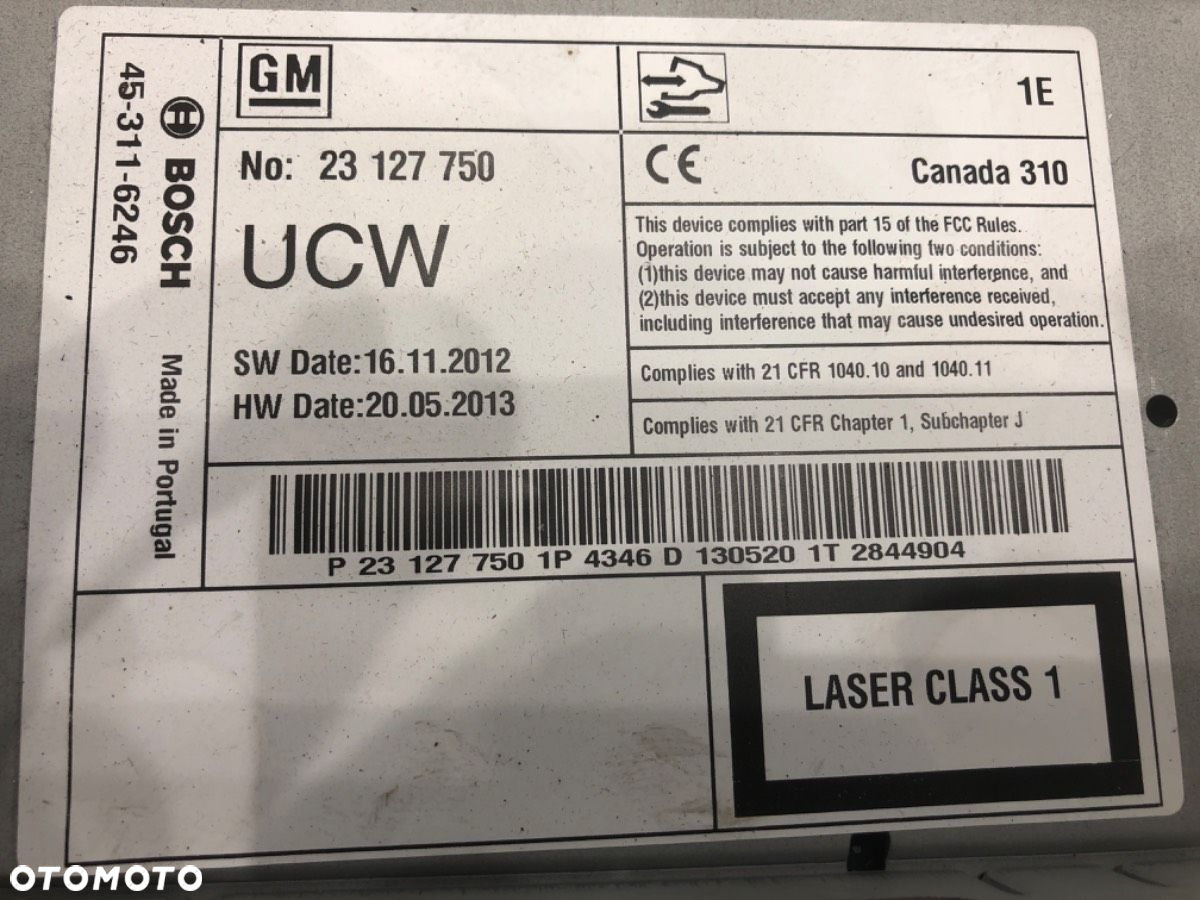 GM
1E
BOSCH
Made in Portugal
45-311-6246
No: 23 127 750
UCW
SW Date:16.11.2012
HW Date:20.05.2013
CE
Canada 310
This device complies with part 15 of the FCC Rules.
Operation is subject to the following two conditions:
(1)this device may not cause harmful interference, and
(2)this device must accept any interference received,
including interference that may cause undesired operation.
Complies with 21 CFR 1040.10 and 1040.11
Complies with 21 CFR Chapter 1, Subchapter J
P 23 127 750 1P 4346 D 130520 1T 2844904
LASER CLASS 1
OTOMOTO